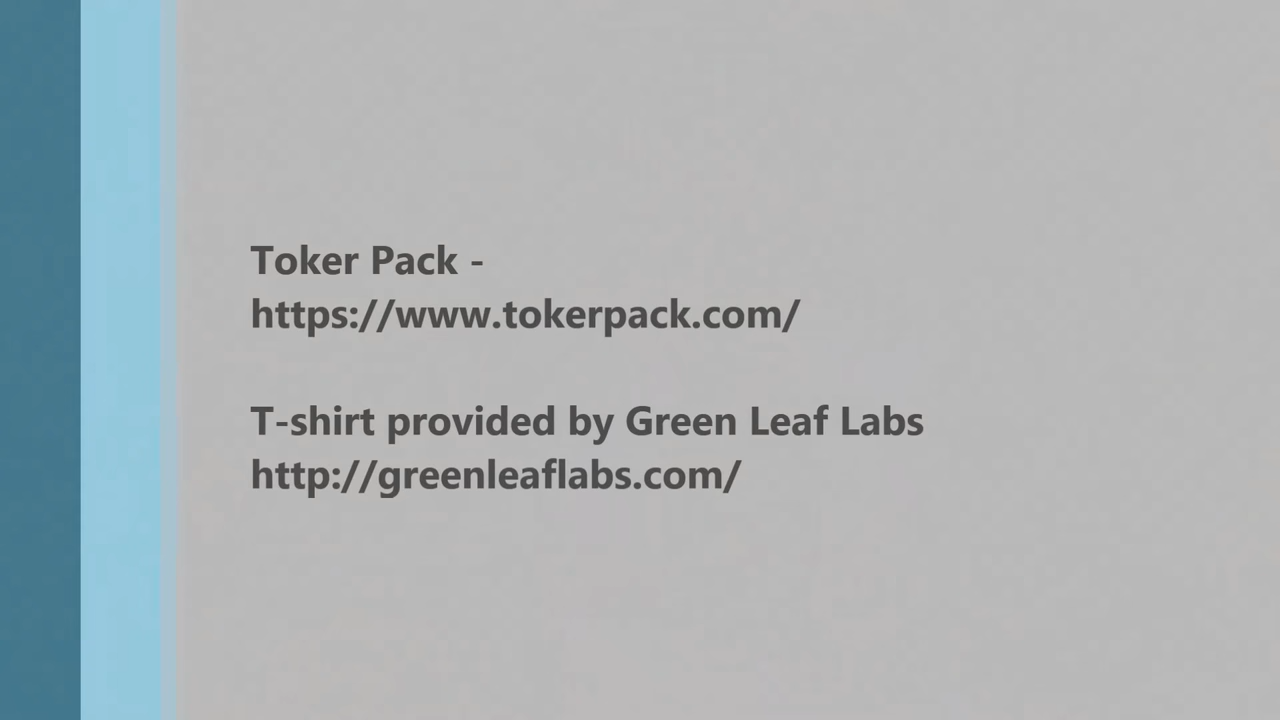 Toker Pack -
https://www.tokerpack.com/
T-shirt provided by Green Leaf Labs
http://greenleaflabs.com/